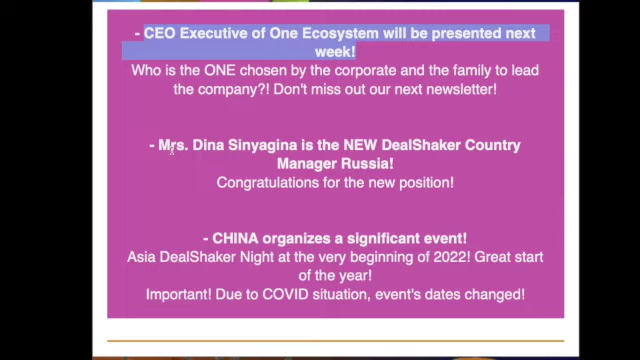 - CEO Executive of One Ecosystem will be presented next
week!
Who is the ONE chosen by the corporate and the family to lead
the company?! Don't miss out our next newsletter!
- Mrs. Dina Sinyagina is the NEW DealShaker Country
Manager Russia!
Congratulations for the new position!
- CHINA organizes a significant event!
Asia DealShaker Night at the very beginning of 2022! Great start
of the year!
Important! Due to COVID situation, event's dates changed!